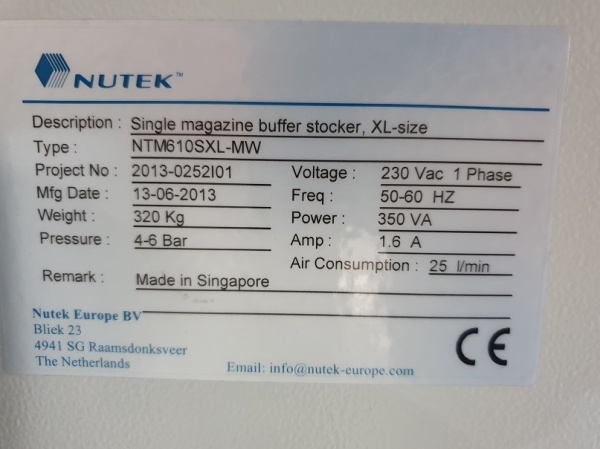 NUTEK™
Description : Single magazine buffer stocker, XL-size
Type : NTM610SXL-MW
Project No : 2013-0252I01 Voltage : 230 Vac 1 Phase
Mfg Date : 13-06-2013 Freq : 50-60 HZ
Weight : 320 Kg Power : 350 VA
Pressure : 4-6 Bar Amp : 1.6 A
Air Consumption : 25 l/min
Remark : Made in Singapore
Nutek Europe BV
Bliek 23
4941 SG Raamsdonksveer
The Netherlands
Email: info@nutek-europe.com
CE